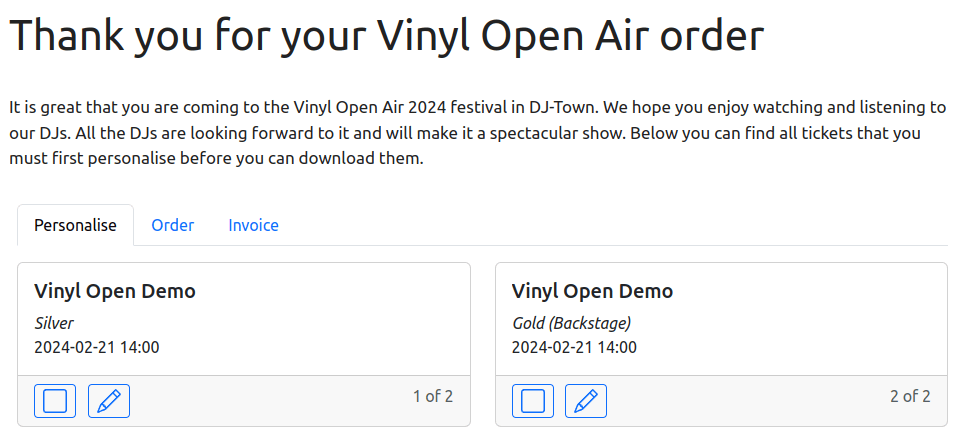 Thank you for your Vinyl Open Air order
It is great that you are coming to the Vinyl Open Air 2024 festival in DJ-Town. We hope you enjoy watching and listening to
our DJs. All the DJs are looking forward to it and will make it a spectacular show. Below you can find all tickets that you
must first personalise before you can download them.
Personalise Order Invoice
Vinyl Open Demo
Silver
2024-02-21 14:00
1 of 2
Vinyl Open Demo
Gold (Backstage)
2024-02-21 14:00
2 of 2